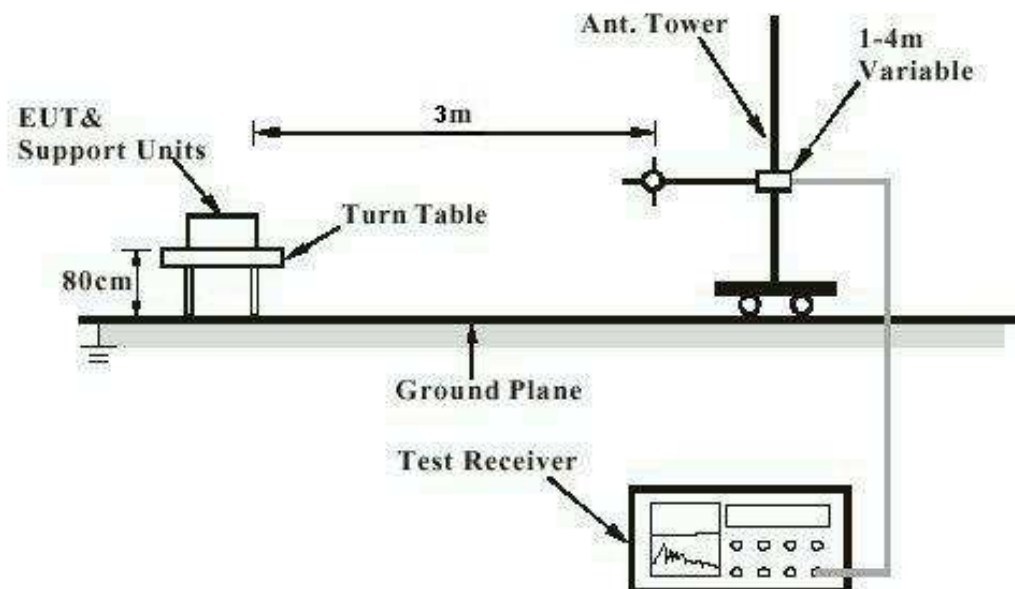 Ant. Tower
1-4m
Variable
EUT&
Support Units
3m
Turn Table
80cm
Ground Plane
Test Receiver